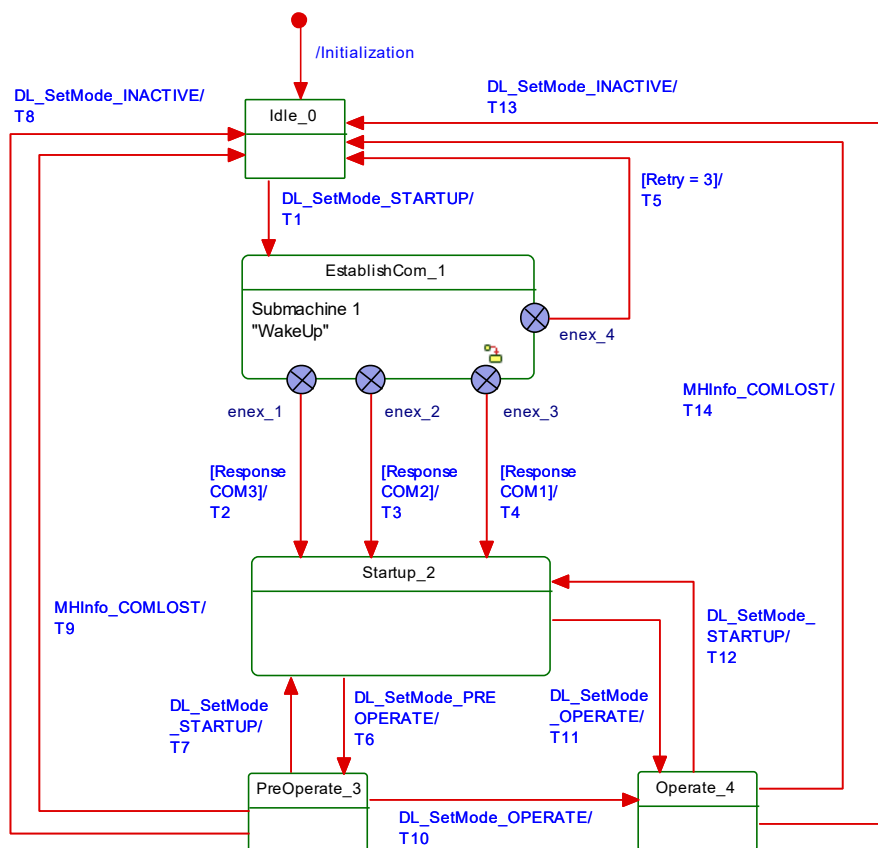 /Initialization
DL_SetMode_INACTIVE/
T8
DL_SetMode_INACTIVE/
T13
Idle_0
[Retry = 3]/
T5
DL_SetMode_STARTUP/
T1
EstablishCom_1
Submachine 1
"WakeUp"
enex_4
enex_1
enex_2
enex_3
MHInfo_COMLOST/
T14
[Response
COM3]/
T2
[Response
COM2]/
T3
[Response
COM1]/
T4
Startup_2
MHInfo_COMLOST/
T9
DL_SetMode_
STARTUP/
T12
DL_SetMode
_STARTUP/
T7
DL_SetMode_PRE
OPERATE/
T6
DL_SetMode
_OPERATE/
T11
PreOperate_3
Operate_4
DL_SetMode_OPERATE/
T10